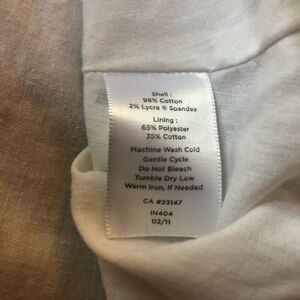 Shell :
98% Cotton
2% Lycra ® Spandex
Lining :
65% Polyester
35% Cotton
Machine Wash Cold
Gentle Cycle
Do Not Bleach
Tumble Dry Low
Warm Iron, If Needed
CA #23147
IN404
02/11